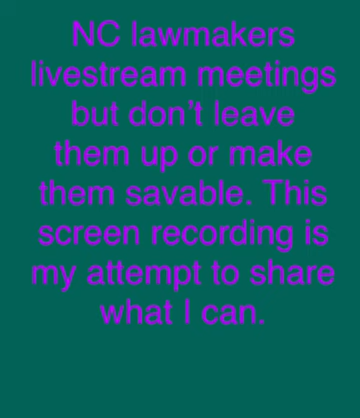 NC lawmakers
livestream meetings
but don’t leave
them up or make
them savable. This
screen recording is
my attempt to share
what I can.